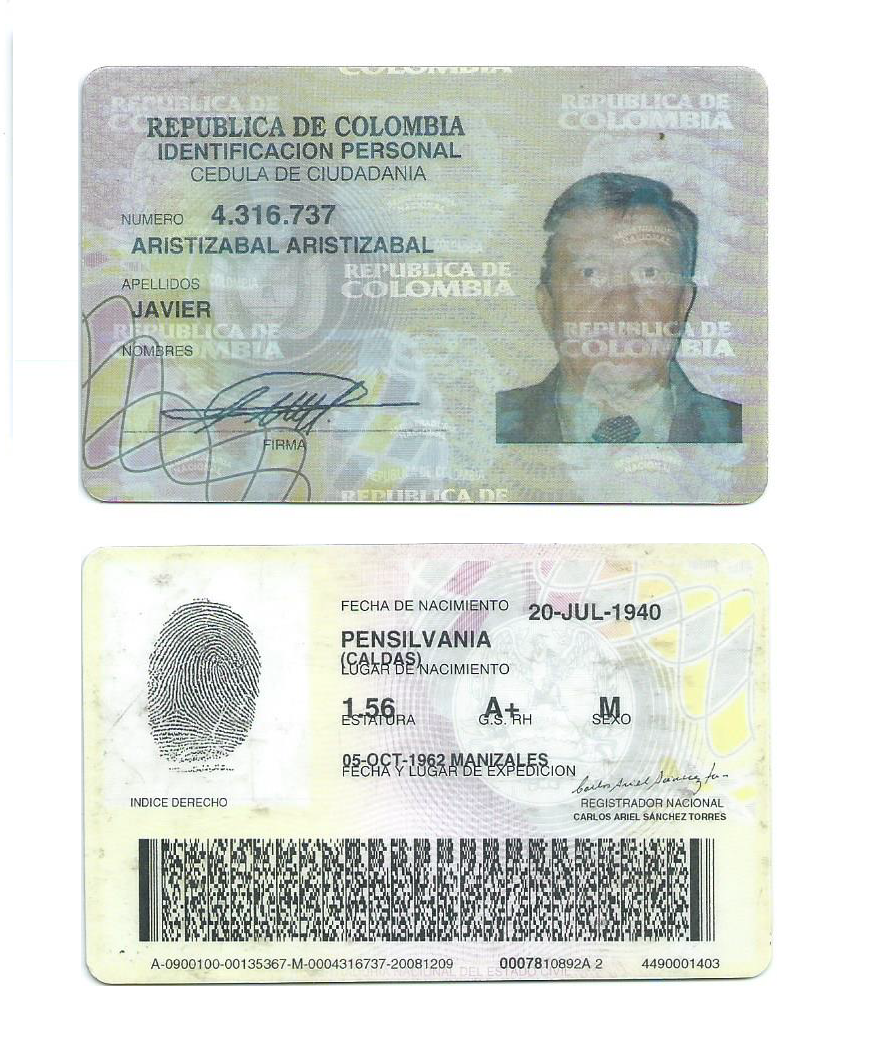 REPUBLICA DE COLOMBIA
IDENTIFICACION PERSONAL
CEDULA DE CIUDADANIA
NUMERO 4.316.737
ARISTIZABAL ARISTIZABAL
APELLIDOS
JAVIER
NOMBRES
FIRMA
COLOMBIA
REPUBLICA DE
COLOMBIA
REPUBLICA DE
COLOMBIA
REPUBLICA DE
COLOMBIA
REPUBLICA DE
COLOMBIA
REPUBLICA DE
COLOMBIA
REPUBLICA DE
FECHA DE NACIMIENTO 20-JUL-1940
PENSILVANIA
(CALDAS)
LUGAR DE NACIMIENTO
1.56 A+ M
ESTATURA G.S. RH SEXO
05-OCT-1962 MANIZALES
FECHA Y LUGAR DE EXPEDICION
INDICE DERECHO
REGISTRADOR NACIONAL
CARLOS ARIEL SÁNCHEZ TORRES
A-0900100-00135367-M-0004316737-20081209 0007810892A 2 4490001403